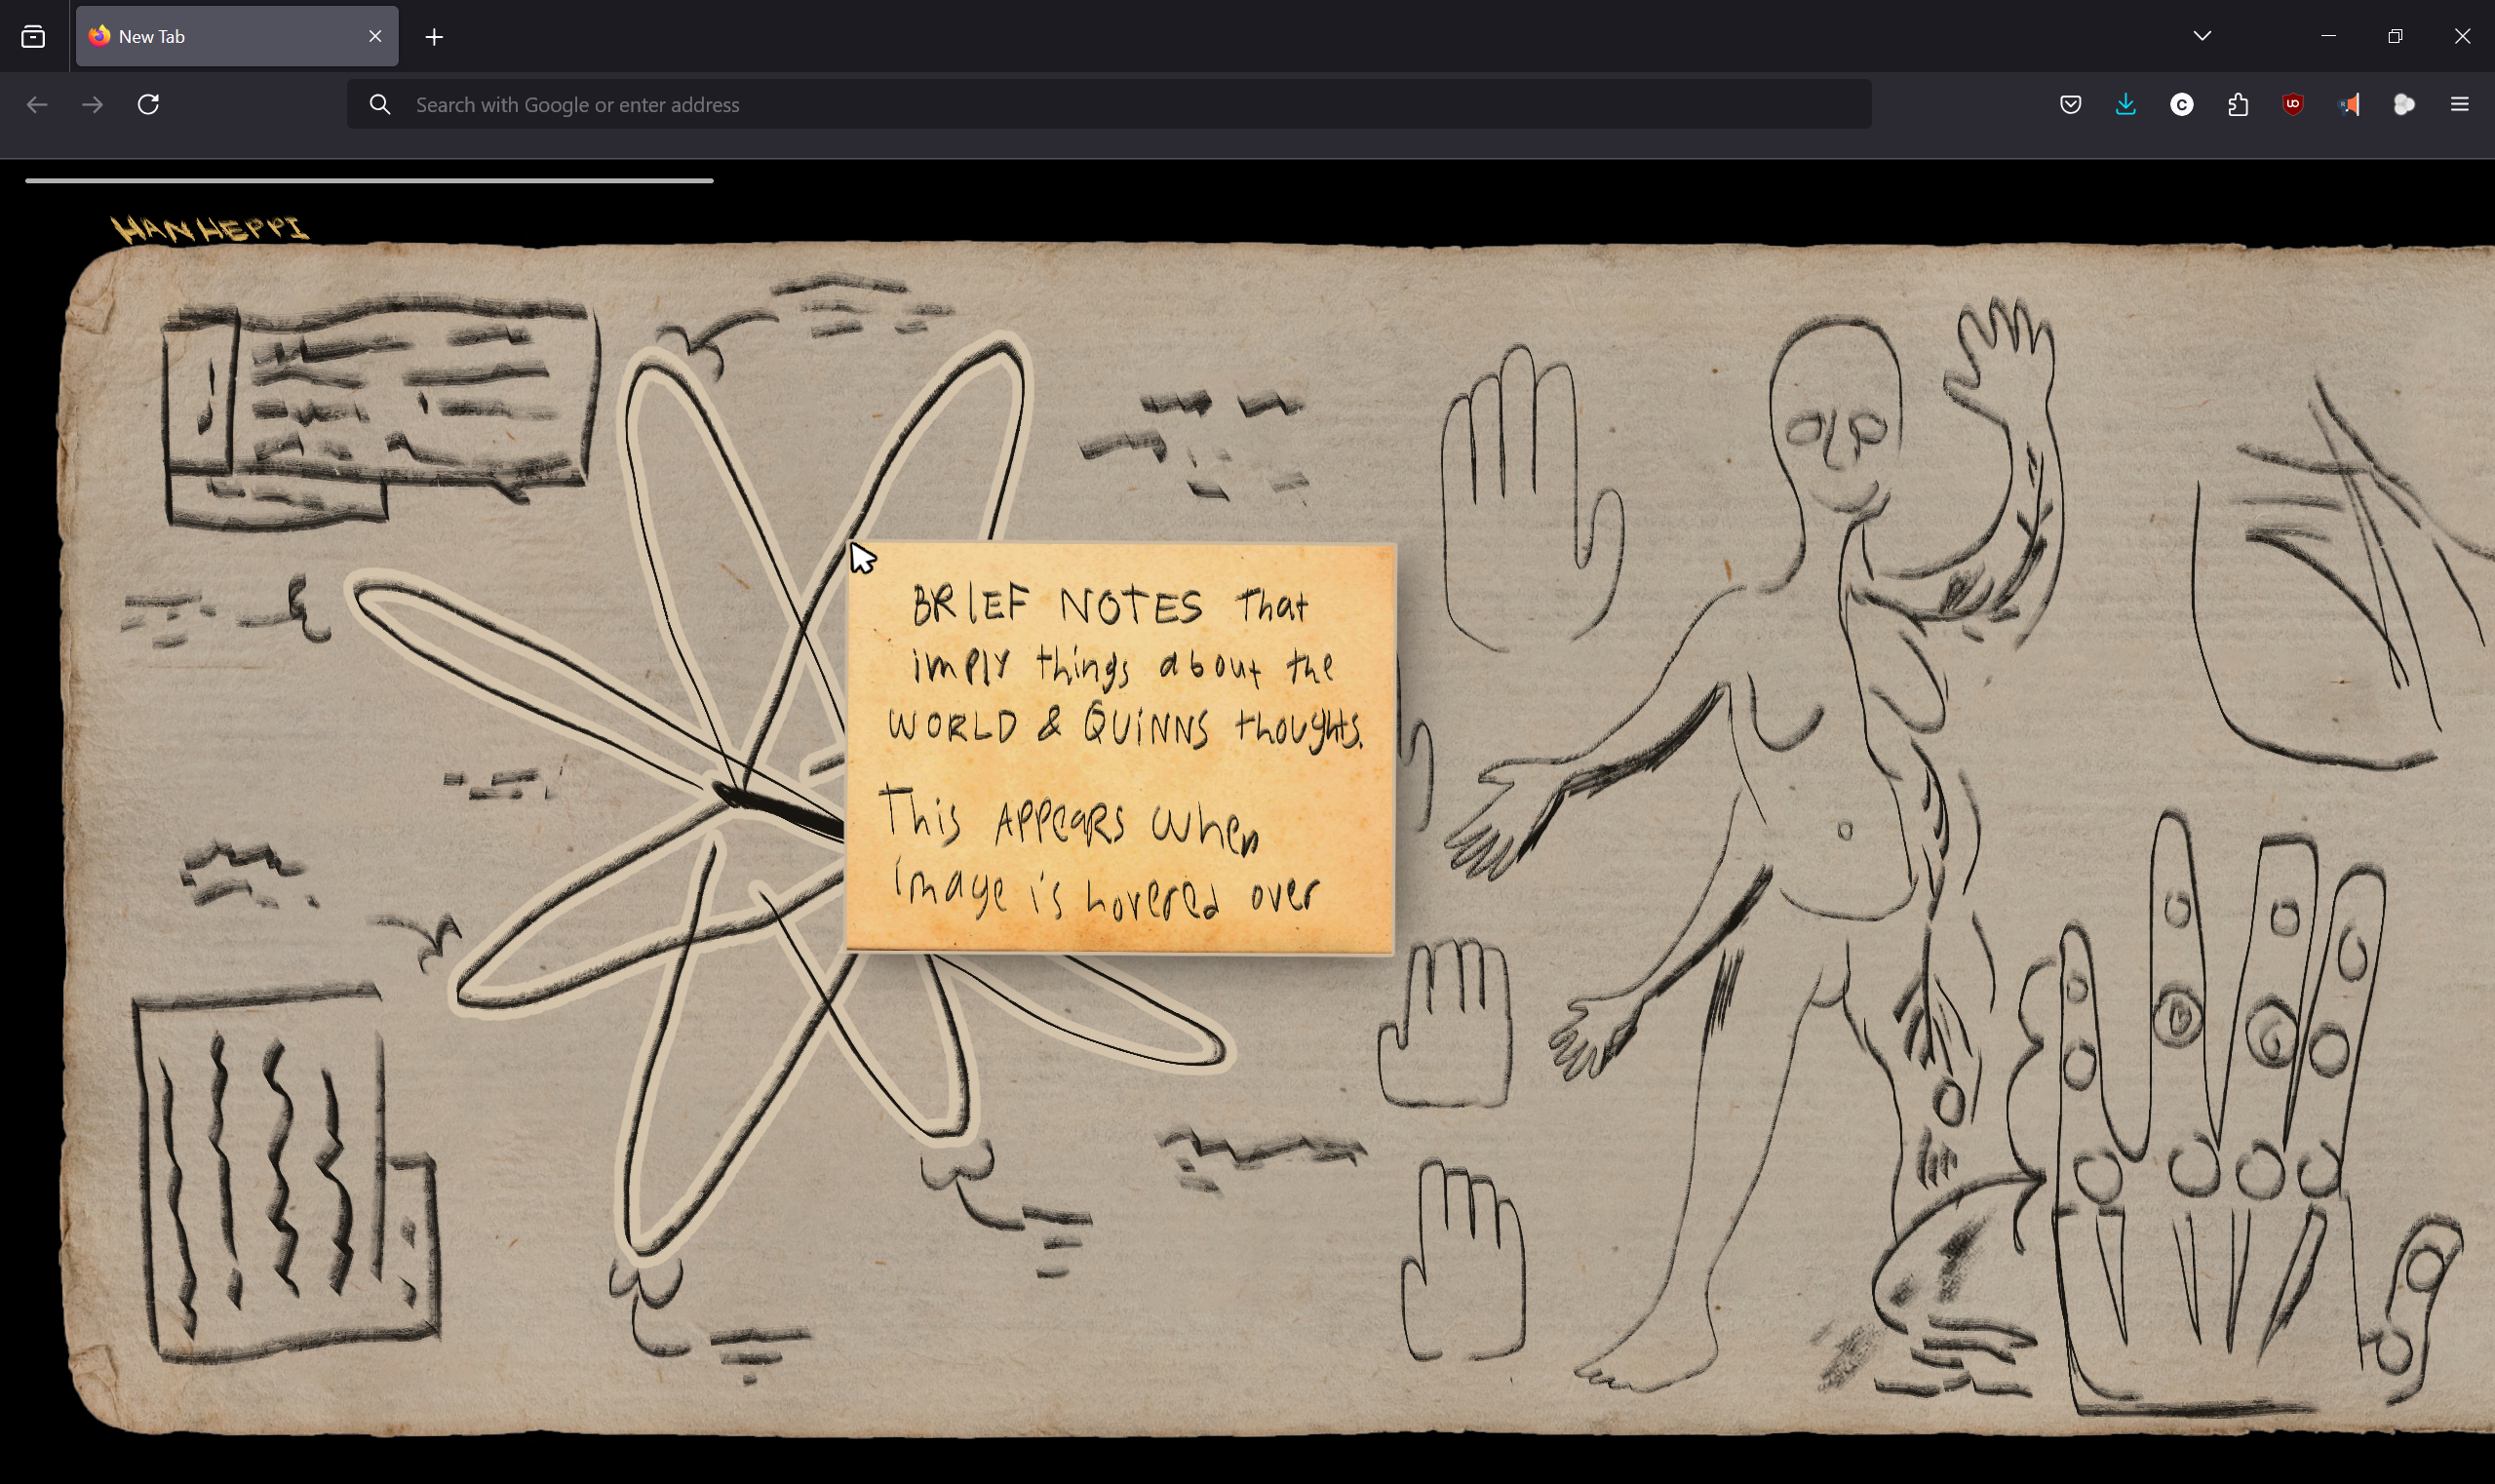 New Tab
Search with Google or enter address
HANHEPPI
BRIEF NOTES That
imply things about the
WORLD & QUINNS thoughts.
This APPeaRS when
image is hovered over